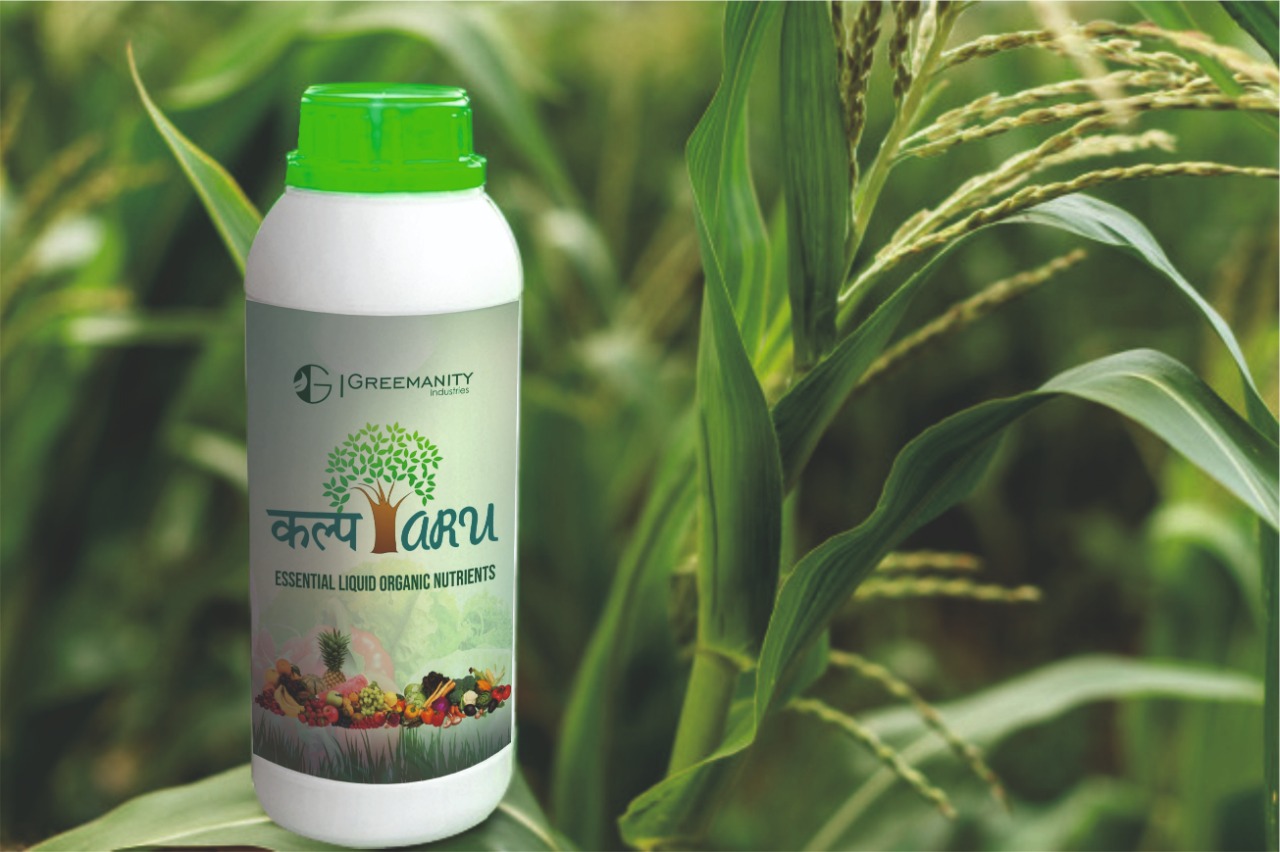 G | GREEMANITY
Industries
कल्प TARU
ESSENTIAL LIQUID ORGANIC NUTRIENTS